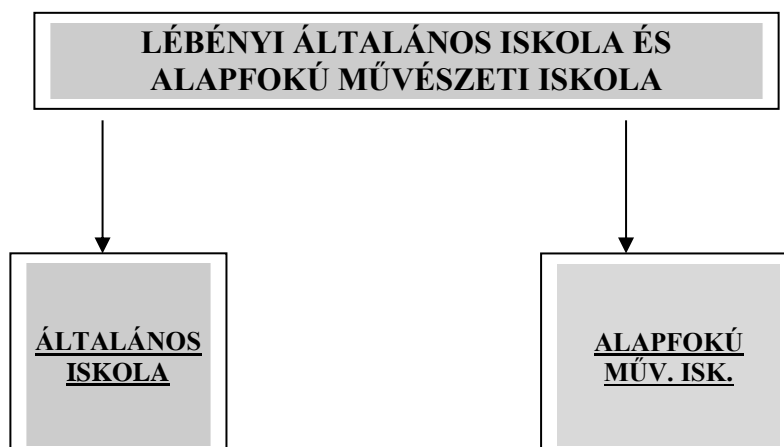 LÉBÉNYI ÁLTALÁNOS ISKOLA ÉS
ALAPFOKÚ MŰVÉSZETI ISKOLA
ÁLTALÁNOS
ISKOLA
ALAPFOKÚ
MŰV. ISK.